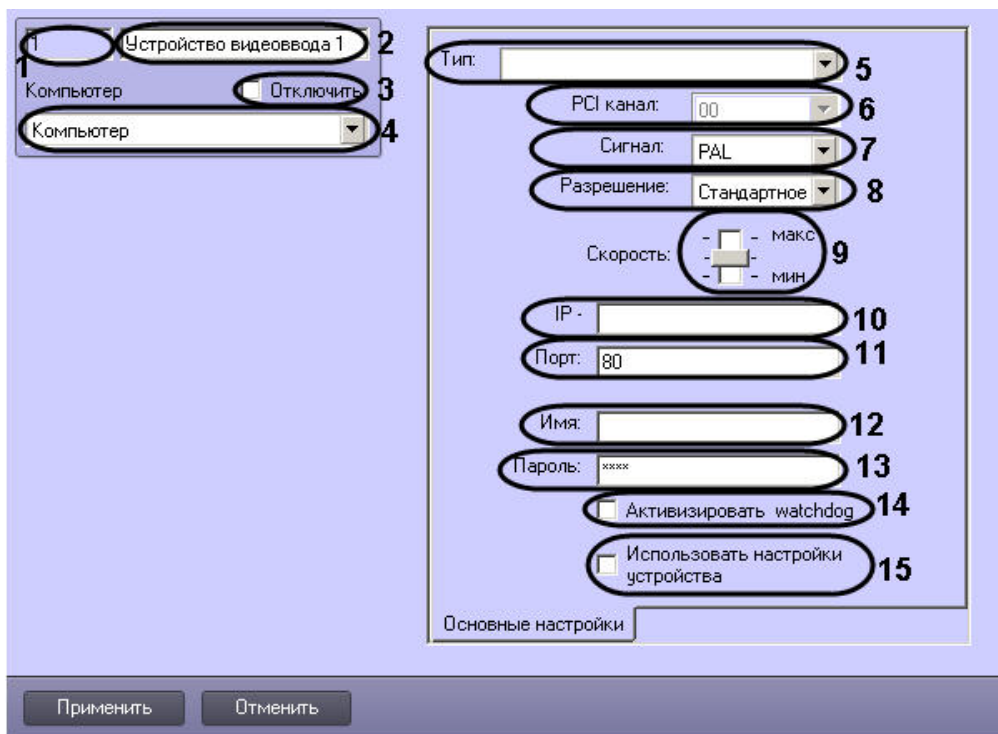 1 Устройство видеоввода 1 2
1
Компьютер Отключить 3
Компьютер 4
Тип: 5
PCI канал: 00 6
Сигнал: PAL 7
Разрешение: Стандартное 8
- - макс
Скорость: - - 9
- - мин
IP - 10
Порт: 80 11
Имя: 12
Пароль: **** 13
Активизировать watchdog 14
Использовать настройки
устройства 15
Основные настройки
Применить Отменить